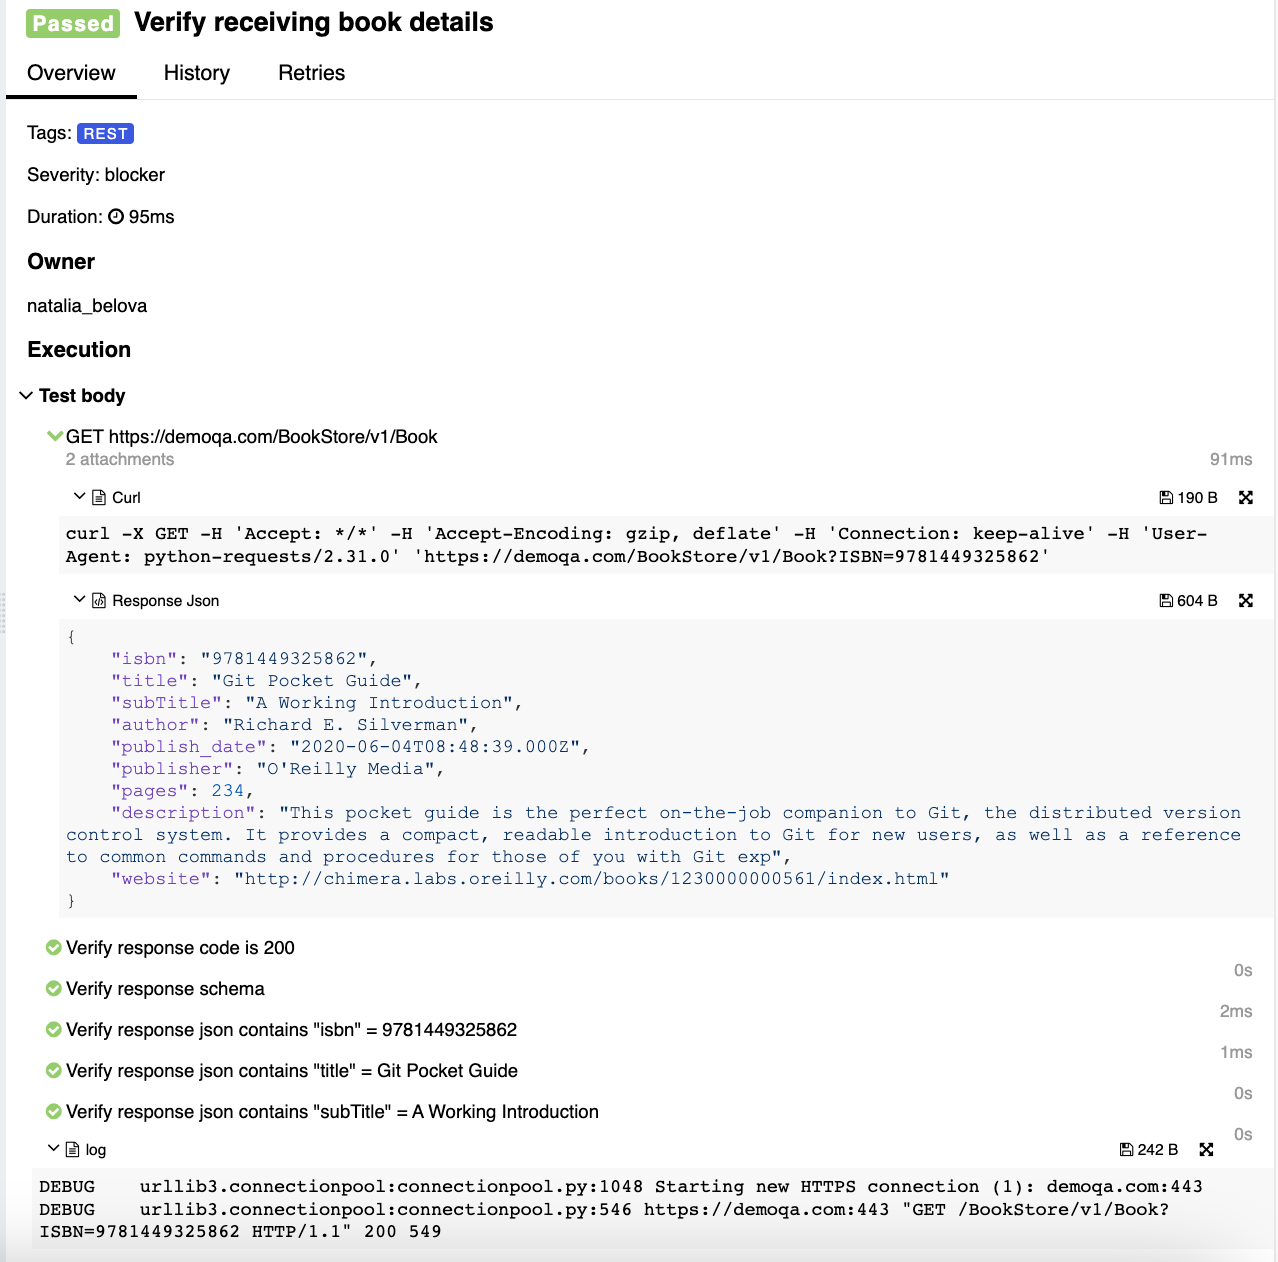 Passed Verify receiving book details
Overview History Retries
Tags: REST
Severity: blocker
Duration: 95ms
Owner
natalia_belova
Execution
Test body
GET https://demoqa.com/BookStore/v1/Book
2 attachments 91ms
Curl 190 B
curl -X GET -H 'Accept: */*' -H 'Accept-Encoding: gzip, deflate' -H 'Connection: keep-alive' -H 'User-
Agent: python-requests/2.31.0' 'https://demoqa.com/BookStore/v1/Book?ISBN=9781449325862'
Response Json 604 B
{
"isbn": "9781449325862",
"title": "Git Pocket Guide",
"subTitle": "A Working Introduction",
"author": "Richard E. Silverman",
"publish_date": "2020-06-04T08:48:39.000Z",
"publisher": "O'Reilly Media",
"pages": 234,
"description": "This pocket guide is the perfect on-the-job companion to Git, the distributed version
control system. It provides a compact, readable introduction to Git for new users, as well as a reference
to common commands and procedures for those of you with Git exp",
"website": "http://chimera.labs.oreilly.com/books/1230000000561/index.html"
}
Verify response code is 200
0s
Verify response schema
2ms
Verify response json contains "isbn" = 9781449325862
1ms
Verify response json contains "title" = Git Pocket Guide
0s
Verify response json contains "subTitle" = A Working Introduction
0s
log 242 B
DEBUG urllib3.connectionpool:connectionpool.py:1048 Starting new HTTPS connection (1): demoqa.com:443
DEBUG urllib3.connectionpool:connectionpool.py:546 https://demoqa.com:443 "GET /BookStore/v1/Book?
ISBN=9781449325862 HTTP/1.1" 200 549